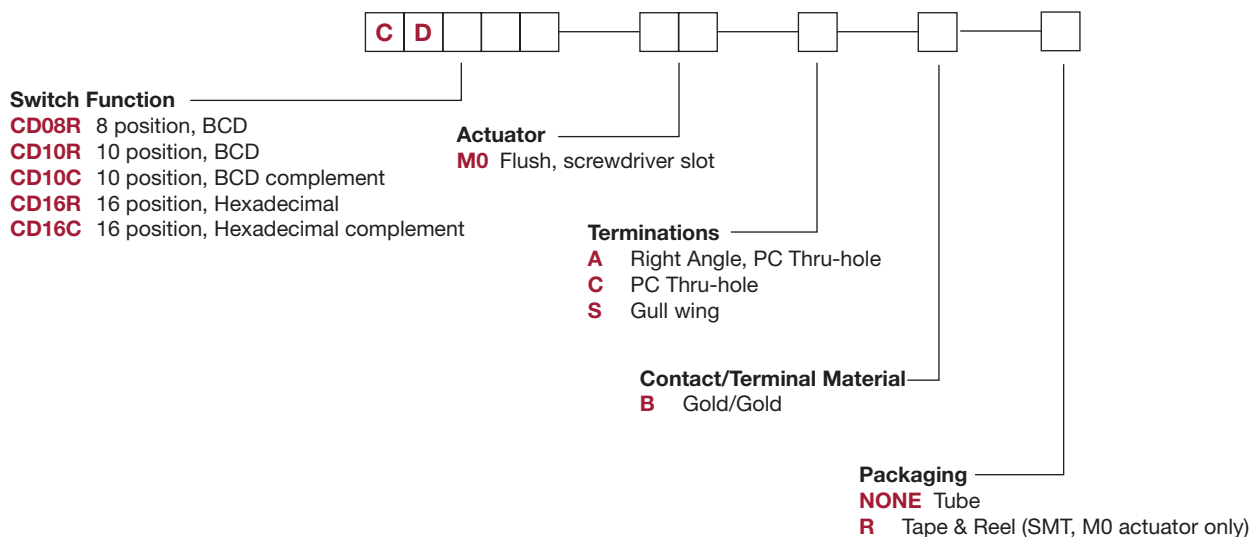 C D
Switch Function
CD08R 8 position, BCD
CD10R 10 position, BCD
CD10C 10 position, BCD complement
CD16R 16 position, Hexadecimal
CD16C 16 position, Hexadecimal complement
Actuator
M0 Flush, screwdriver slot
Terminations
A Right Angle, PC Thru-hole
C PC Thru-hole
S Gull wing
Contact/Terminal Material
B Gold/Gold
Packaging
NONE Tube
R Tape & Reel (SMT, M0 actuator only)